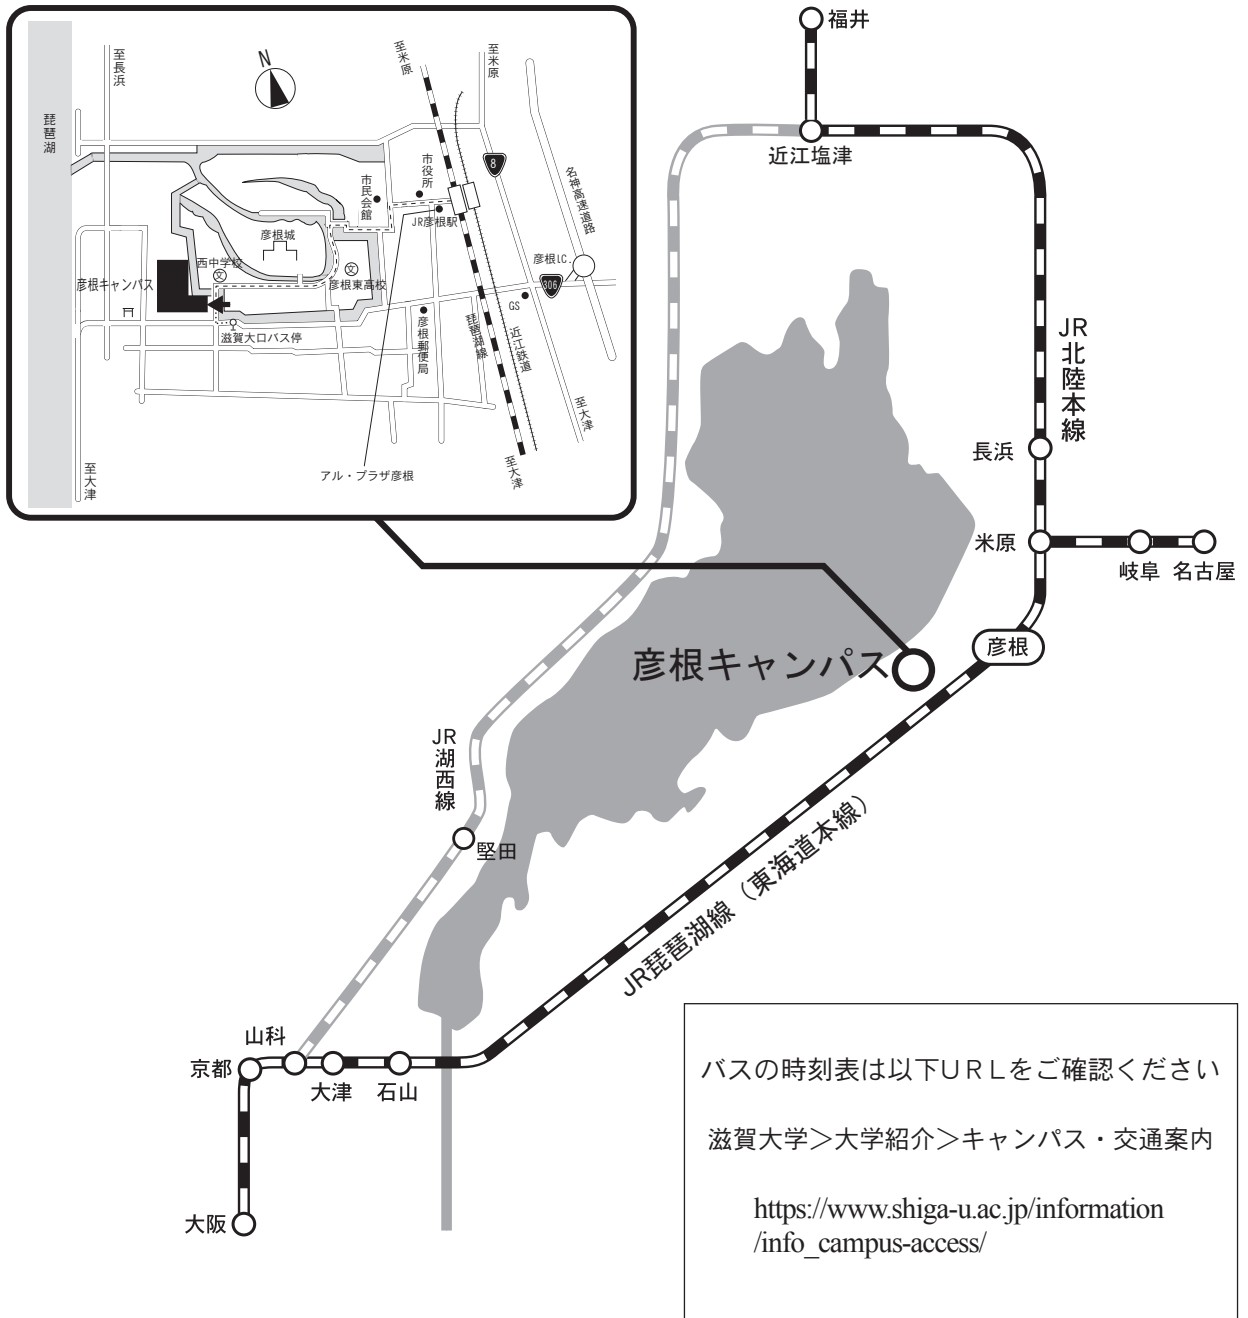 福井
近江塩津
JR北陸本線
長浜
米原
岐阜
名古屋
彦根
彦根キャンパス
JR湖西線
堅田
JR琵琶湖線（東海道本線）
山科
京都
大津
石山
大阪
N
至長浜
琵琶湖
至米原
至米原
8
市役所
市民会館
JR彦根駅
名神高速道路
彦根城
西中学校
文
文
彦根東高校
彦根IC.
306
彦根キャンパス
GS
滋賀大口バス停
彦根郵便局
琵琶湖線
近江鉄道
至大津
至大津
至大津
アル・プラザ彦根
バスの時刻表は以下ＵＲＬをご確認ください
滋賀大学＞大学紹介＞キャンパス・交通案内
https://www.shiga-u.ac.jp/information
/info_campus-access/